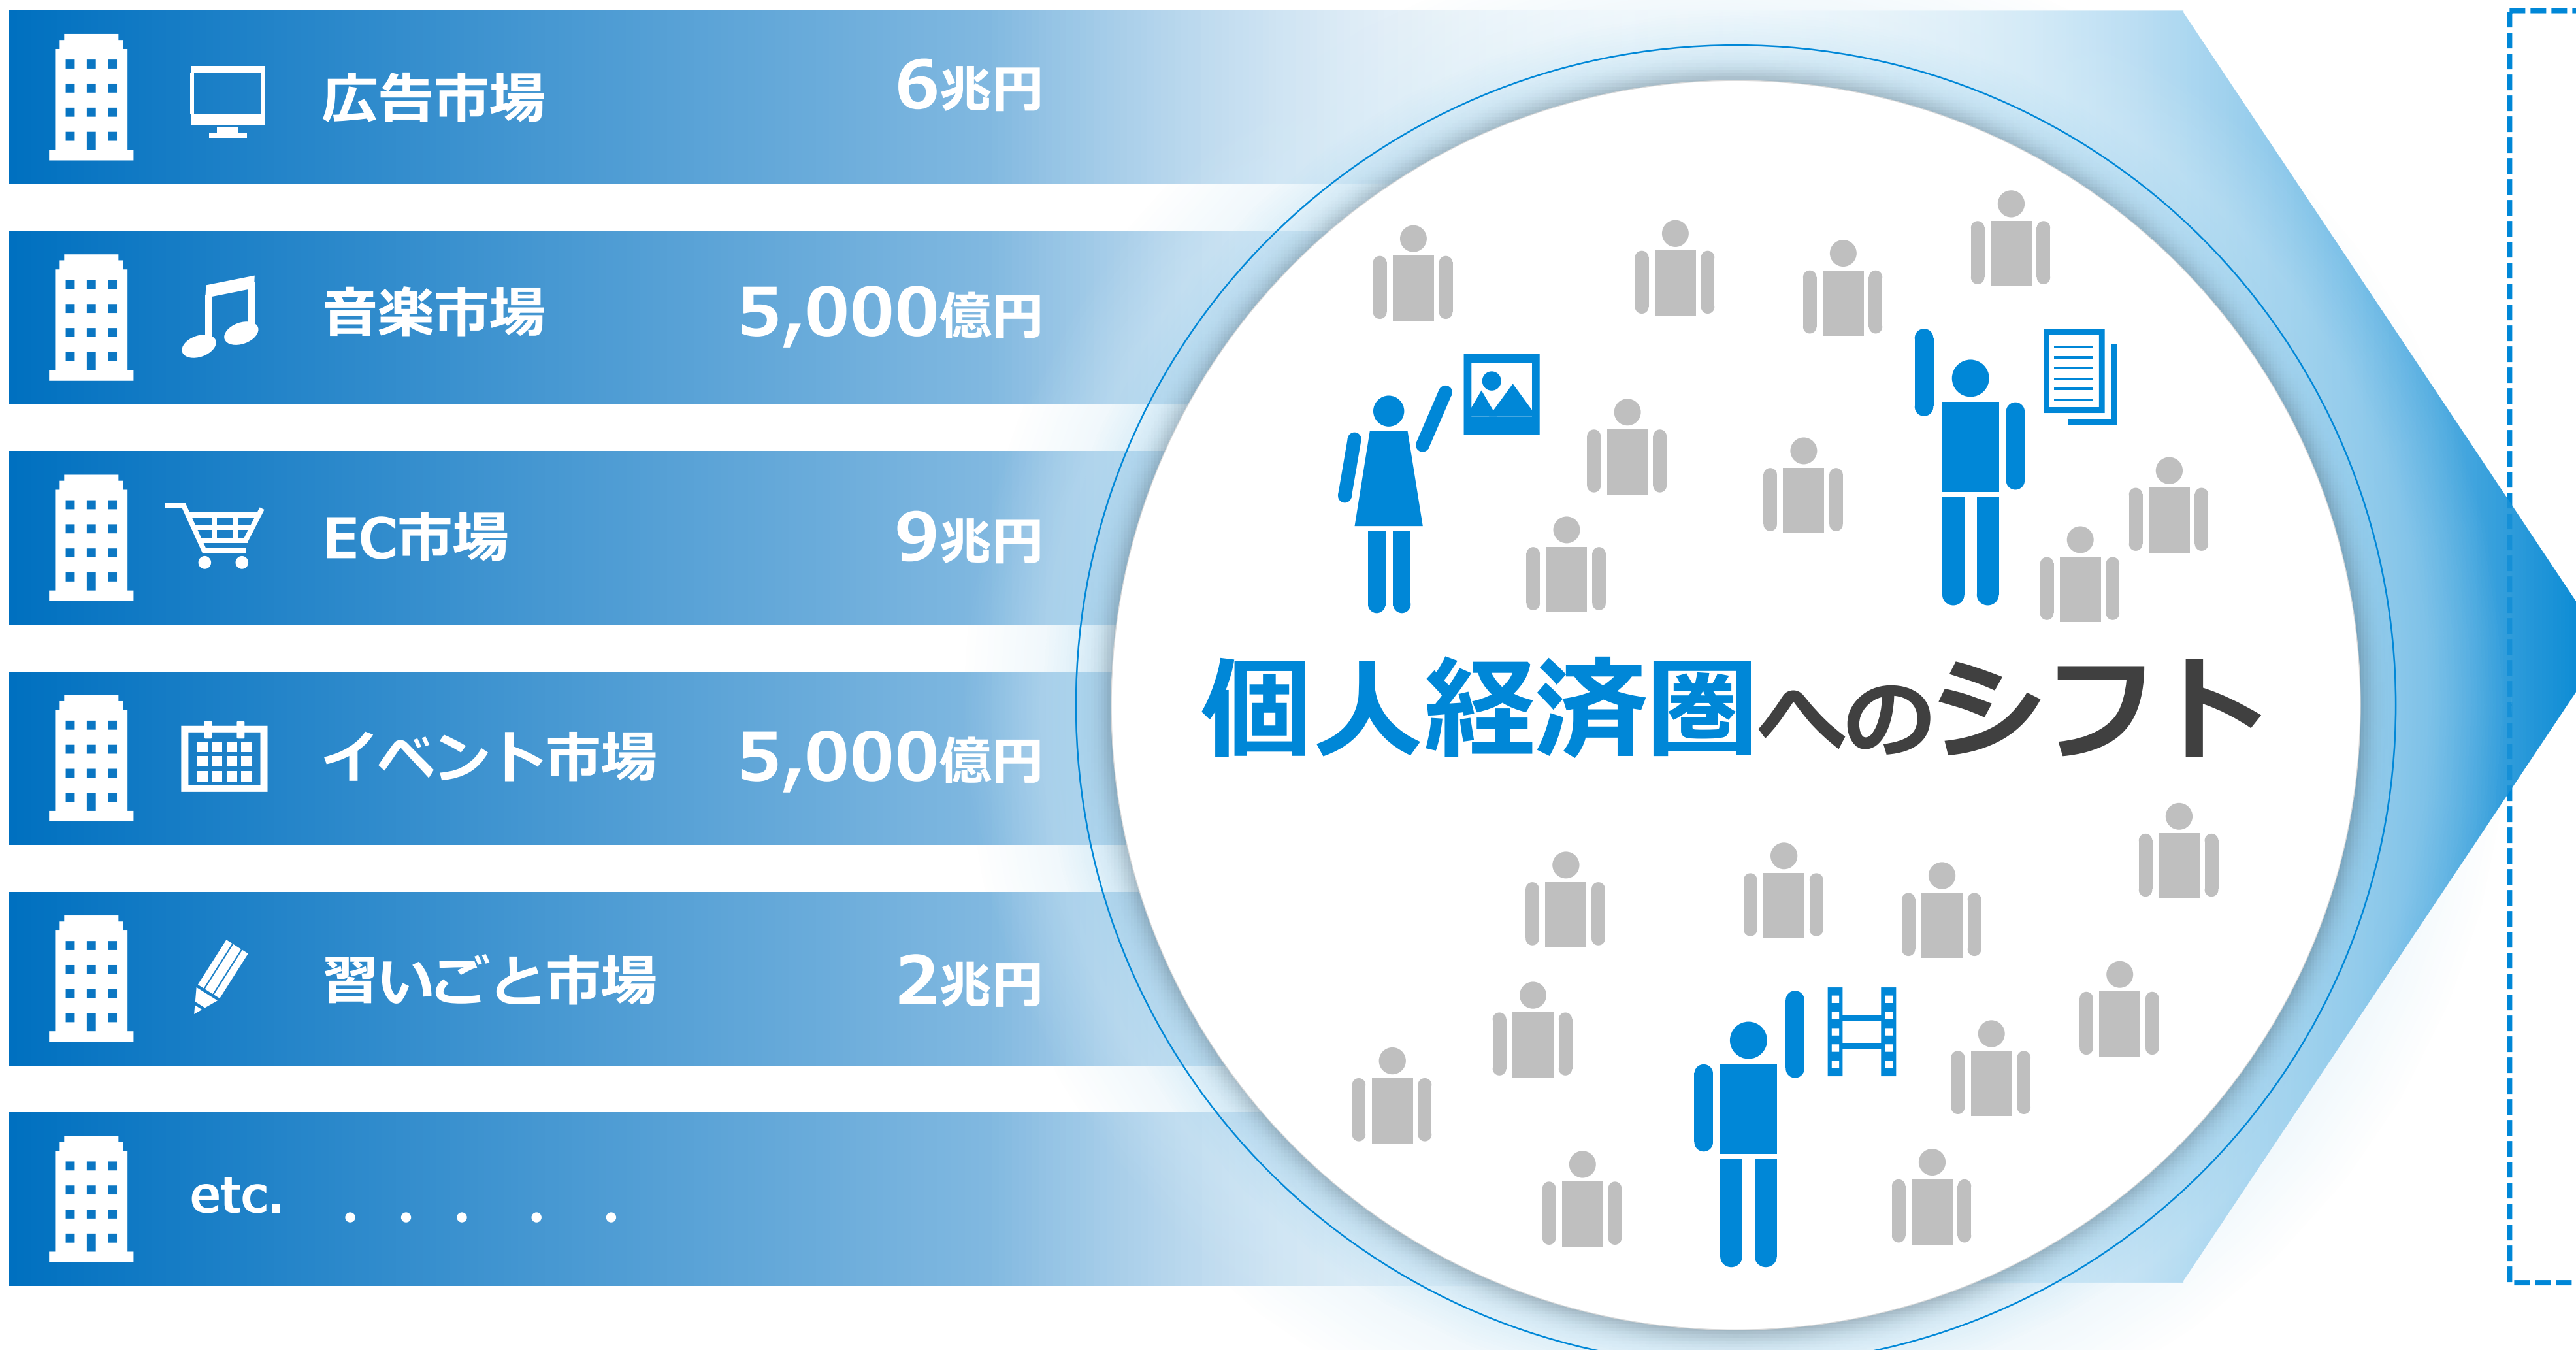 広告市場 6兆円
音楽市場 5,000億円
EC市場 9兆円
イベント市場 5,000億円
習いごと市場 2兆円
etc. ・・・・・
個人経済圏へのシフト